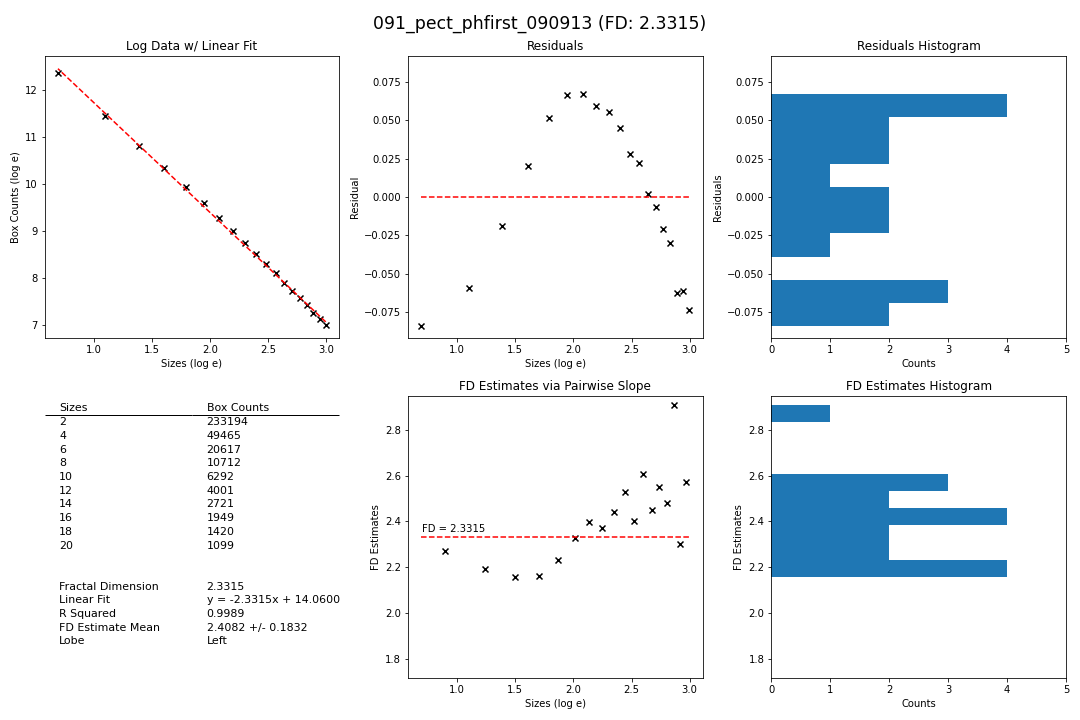 091_pect_phfirst_090913 (FD: 2.3315)
Log Data w/ Linear Fit
12
11
10
9
8
7
Box Counts (log e)
1.0 1.5 2.0 2.5 3.0
Sizes (log e)
Residuals
0.075
0.050
0.025
0.000
−0.025
−0.050
−0.075
Residual
1.0 1.5 2.0 2.5 3.0
Sizes (log e)
Residuals Histogram
0.075
0.050
0.025
0.000
−0.025
−0.050
−0.075
Residuals
0 1 2 3 4 5
Counts
Sizes Box Counts
2 233194
4 49465
6 20617
8 10712
10 6292
12 4001
14 2721
16 1949
18 1420
20 1099
Fractal Dimension 2.3315
Linear Fit y = -2.3315x + 14.0600
R Squared 0.9989
FD Estimate Mean 2.4082 +/- 0.1832
Lobe Left
FD Estimates via Pairwise Slope
2.8
2.6
2.4
2.2
2.0
1.8
FD Estimates
FD = 2.3315
1.0 1.5 2.0 2.5 3.0
Sizes (log e)
FD Estimates Histogram
2.8
2.6
2.4
2.2
2.0
1.8
FD Estimates
0 1 2 3 4 5
Counts